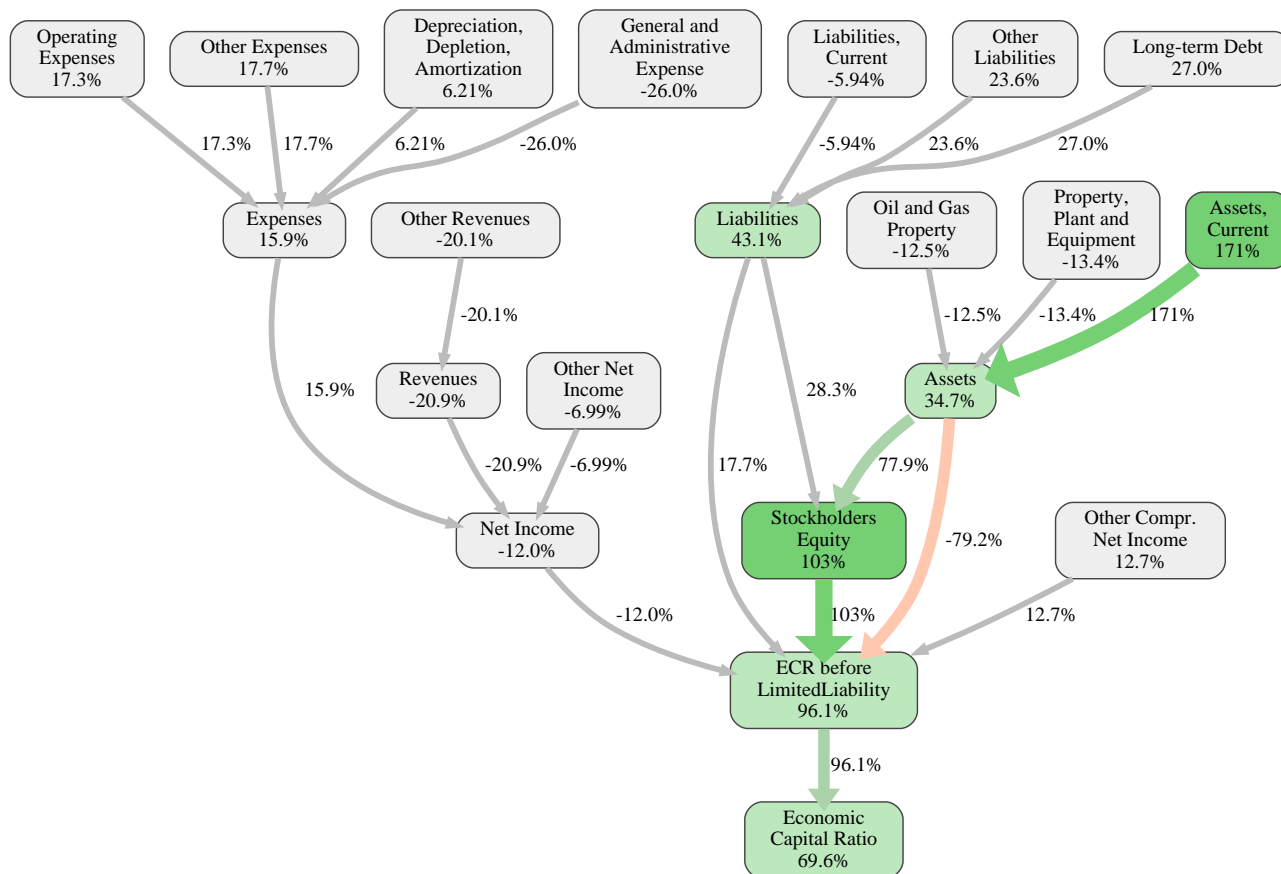 Operating
Expenses
17.3%
Other Expenses
17.7%
Depreciation,
Depletion,
Amortization
6.21%
General and
Administrative
Expense
-26.0%
Liabilities,
Current
-5.94%
Other
Liabilities
23.6%
Long-term Debt
27.0%
17.3%
17.7%
6.21%
-26.0%
-5.94%
23.6%
27.0%
Expenses
15.9%
Other Revenues
-20.1%
Liabilities
43.1%
Oil and Gas
Property
-12.5%
Property,
Plant and
Equipment
-13.4%
Assets,
Current
171%
-20.1%
-12.5%
-13.4%
171%
15.9%
Revenues
-20.9%
Other Net
Income
-6.99%
28.3%
Assets
34.7%
-20.9%
-6.99%
17.7%
77.9%
Net Income
-12.0%
Stockholders
Equity
103%
-79.2%
Other Compr.
Net Income
12.7%
-12.0%
103%
12.7%
ECR before
LimitedLiability
96.1%
96.1%
Economic
Capital Ratio
69.6%